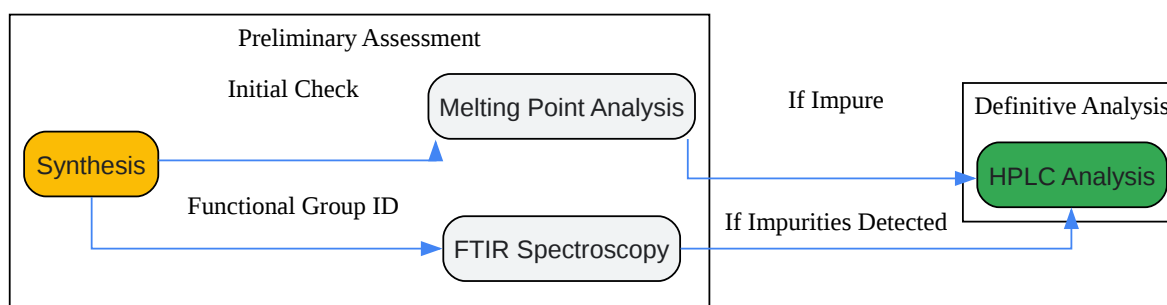 Preliminary Assessment
Initial Check
Melting Point Analysis
If Impure
Definitive Analysis
Synthesis
HPLC Analysis
Functional Group ID
FTIR Spectroscopy
If Impurities Detected